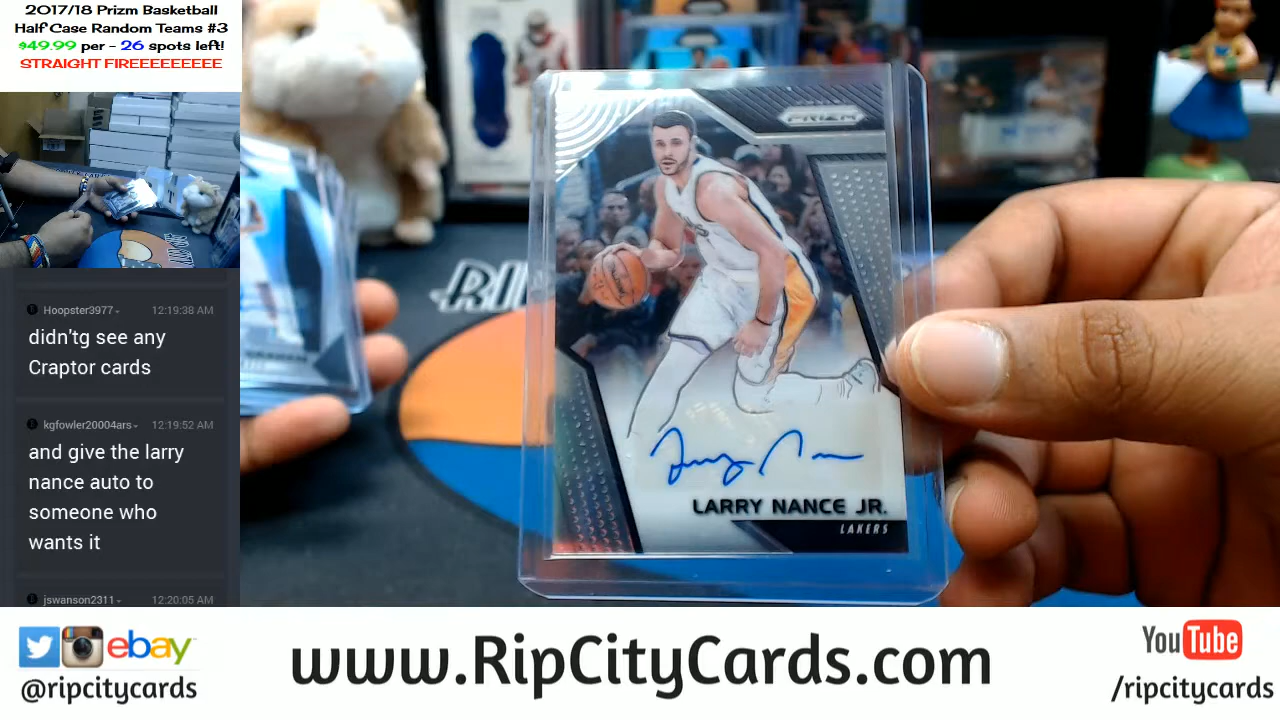 2017/18 Prizm Basketball
Half Case Random Teams #3
$49.99 per - 26 spots left!
STRAIGHT FIREEEEEEEEE
Hoopster3977
12:19:38 AM
didn'tg see any
Craptor cards
kgfowler20004ars
12:19:52 AM
and give the larry
nance auto to
someone who
wants it
jswanson2311
12:20:05 AM
PRIZM
LARRY NANCE JR.
LAKERS
ebay
@ripcitycards
www.RipCityCards.com
YouTube
/ripcitycards